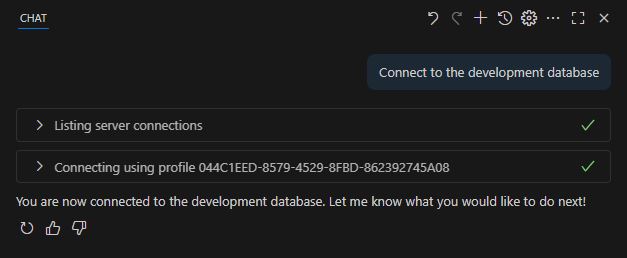 CHAT
Connect to the development database
Listing server connections
Connecting using profile 044C1EED-8579-4529-8FBD-862392745A08
You are now connected to the development database. Let me know what you would like to do next!